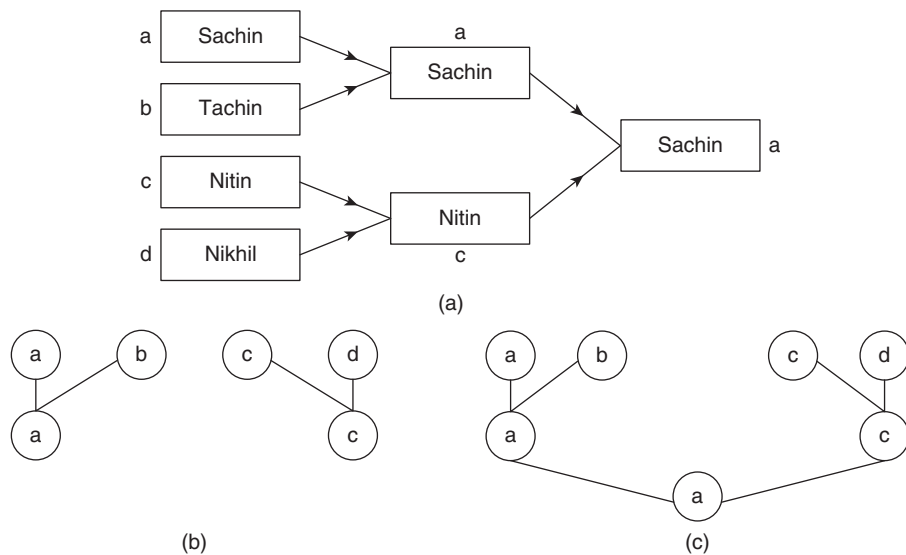 a Sachin
a
Sachin
b Tachin
Sachin a
c Nitin
Nitin
c
d Nikhil
(a)
a b c d
a c
(b)
a b c d
a c
a
(c)